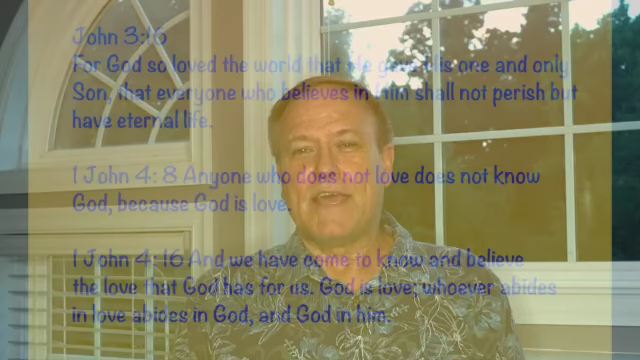 John 3:16
For God so loved the world that He gave His one and only
Son, that everyone who believes in Him shall not perish but
have eternal life.
1 John 4: 8 Anyone who does not love does not know
God, because God is love.
1 John 4: 16 And we have come to know and believe
the love that God has for us. God is love; whoever abides
in love abides in God, and God in him.